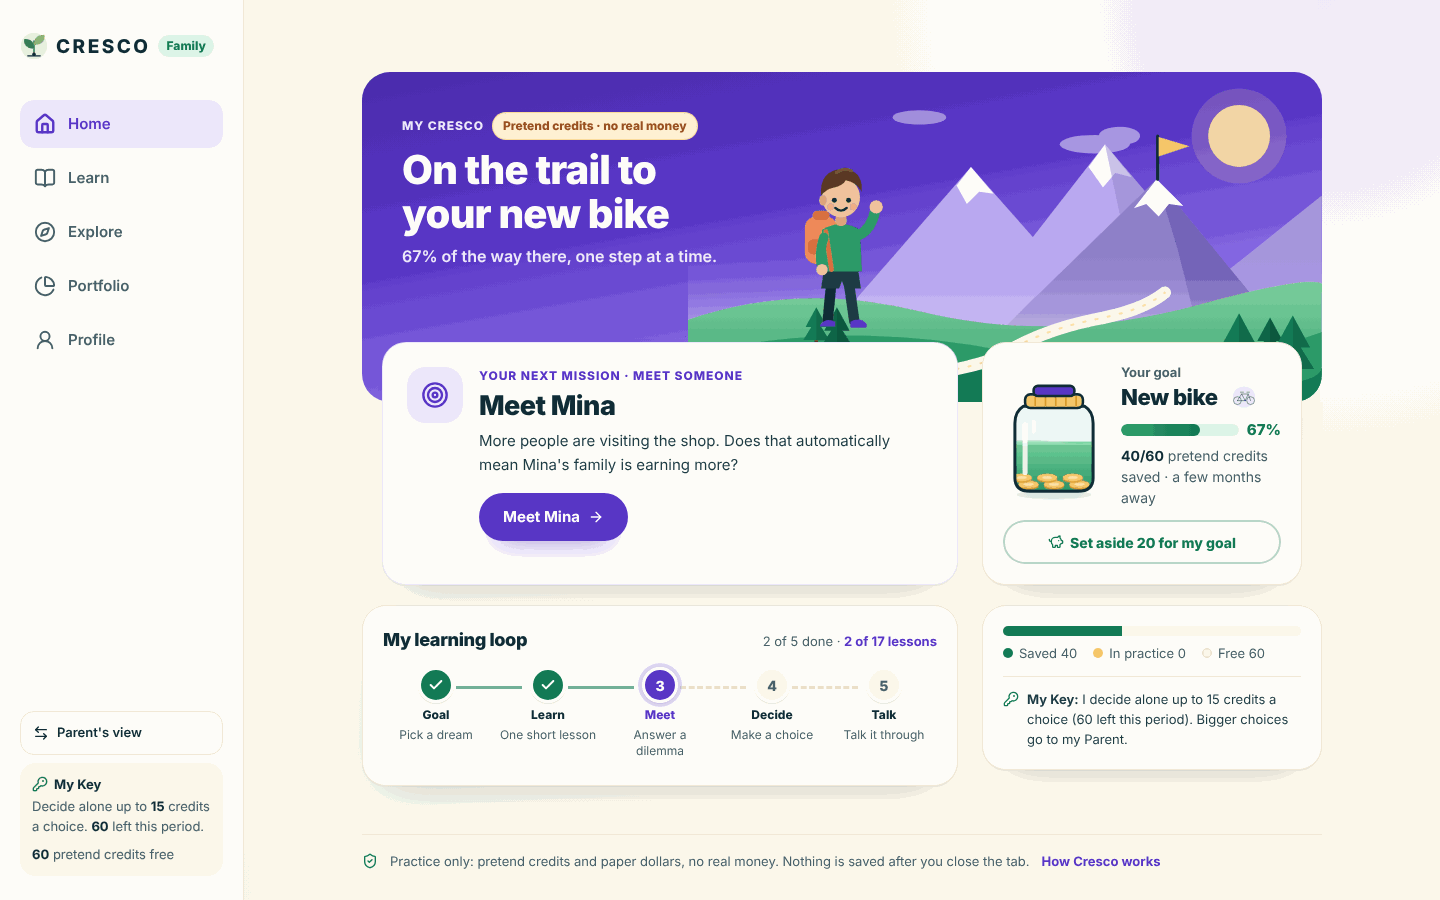 CRESCO Family
Home
Learn
Explore
Portfolio
Profile
Parent's view
My Key
Decide alone up to 15 credits
a choice. 60 left this period.
60 pretend credits free
MY CRESCO Pretend credits · no real money
On the trail to
your new bike
67% of the way there, one step at a time.
YOUR NEXT MISSION · MEET SOMEONE
Meet Mina
More people are visiting the shop. Does that automatically
mean Mina's family is earning more?
Meet Mina
Your goal
New bike
67%
40/60 pretend credits
saved · a few months
away
Set aside 20 for my goal
My learning loop
2 of 5 done · 2 of 17 lessons
3
4
5
Goal
Learn
Meet
Decide
Talk
Pick a dream
One short lesson
Answer a
dilemma
Make a choice
Talk it through
Saved 40
In practice 0
Free 60
My Key: I decide alone up to 15 credits a
choice (60 left this period). Bigger choices
go to my Parent.
Practice only: pretend credits and paper dollars, no real money. Nothing is saved after you close the tab. How Cresco works